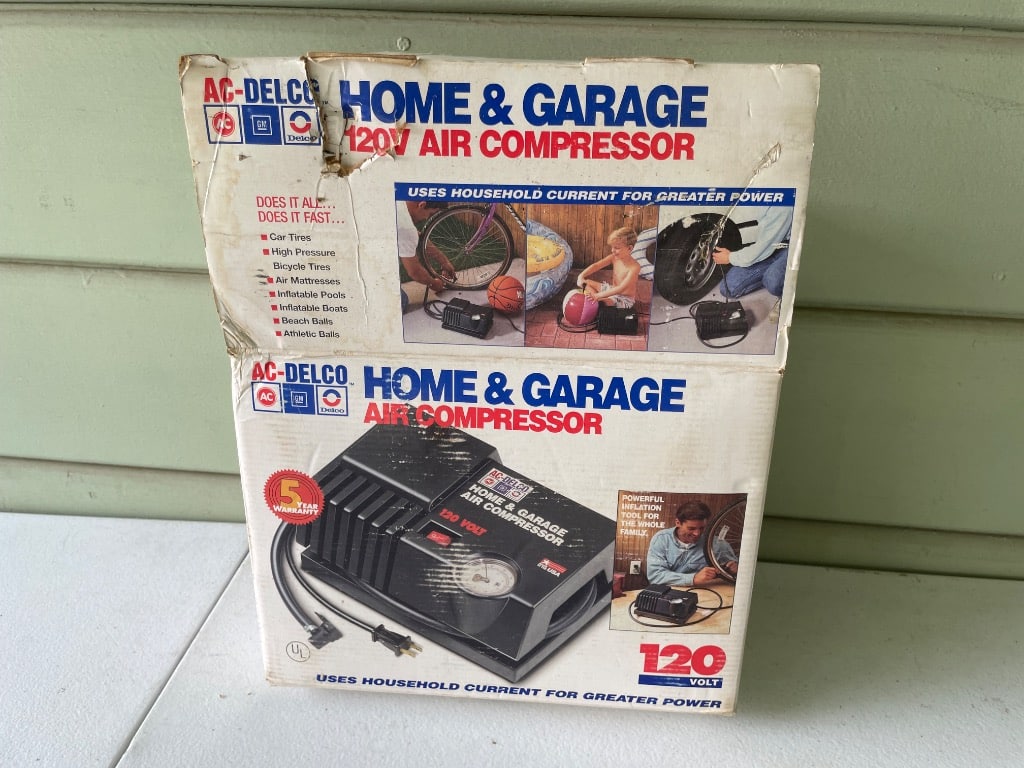 AC-DELCO
HOME & GARAGE
AC
GM
Delco
120V AIR COMPRESSOR
USES HOUSEHOLD CURRENT FOR GREATER POWER
DOES IT ALL...
DOES IT FAST...
Car Tires
High Pressure
Bicycle Tires
Air Mattresses
Inflatable Pools
Inflatable Boats
Beach Balls
Athletic Balls
AC-DELCO™
HOME & GARAGE
AC
GM
Delco
AIR COMPRESSOR
5
YEAR
WARRANTY
AC-DELCO
HOME & GARAGE
AIR COMPRESSOR
120 VOLT
POWERFUL
INFLATION
TOOL FOR
THE WHOLE
FAMILY.
UL
120
VOLT
USES HOUSEHOLD CURRENT FOR GREATER POWER